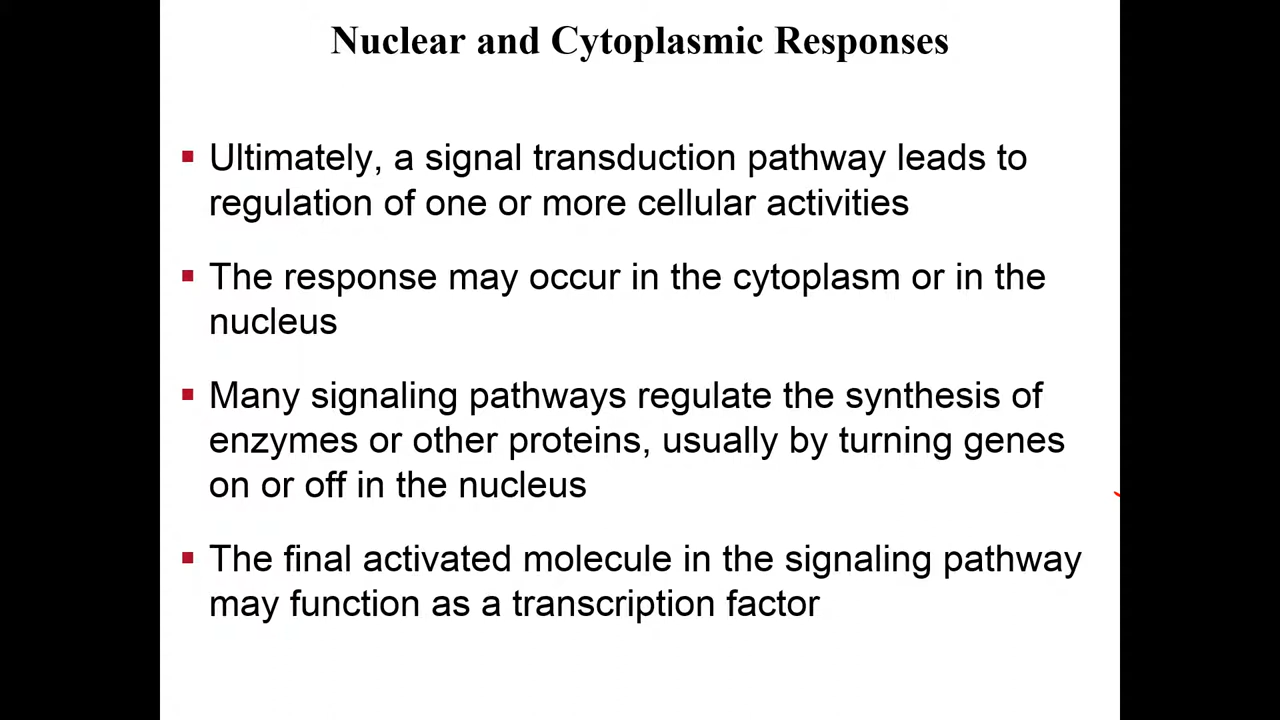 Nuclear and Cytoplasmic Responses
▪ Ultimately, a signal transduction pathway leads to
regulation of one or more cellular activities
▪ The response may occur in the cytoplasm or in the
nucleus
▪ Many signaling pathways regulate the synthesis of
enzymes or other proteins, usually by turning genes
on or off in the nucleus
▪ The final activated molecule in the signaling pathway
may function as a transcription factor